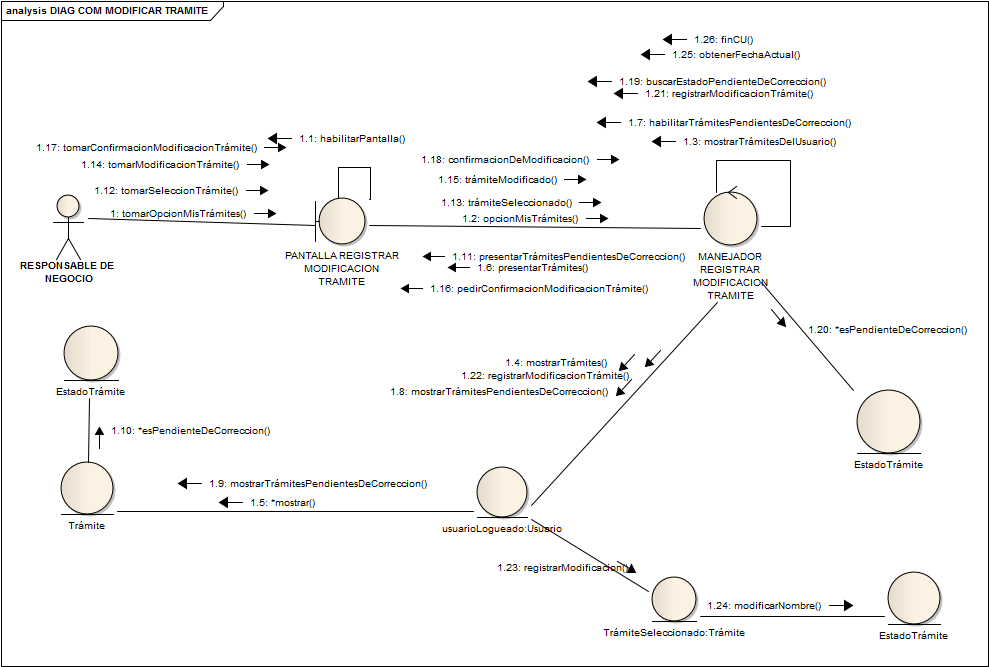 analysis DIAG COM MODIFICAR TRAMITE
1.26: finCU()
1.25: obtenerFechaActual()
1.19: buscarEstadoPendienteDeCorreccion()
1.21: registrarModificacionTrámite()
1.7: habilitarTrámitesPendientesDeCorreccion()
1.1: habilitarPantalla()
1.3: mostrarTrámitesDelUsuario()
1.17: tomarConfirmacionModificacionTrámite()
1.18: confirmacionDeModificacion()
1.14: tomarModificacionTrámite()
1.15: trámiteModificado()
1.12: tomarSeleccionTrámite()
1.13: trámiteSeleccionado()
1: tomarOpcionMisTrámites()
1.2: opcionMisTrámites()
RESPONSABLE DE
NEGOCIO
PANTALLA REGISTRAR
MODIFICACION
TRAMITE
1.11: presentarTrámitesPendientesDeCorreccion()
1.6: presentarTrámites()
1.16: pedirConfirmacionModificacionTrámite()
MANEJADOR
REGISTRAR
MODIFICACION
TRAMITE
1.20: *esPendienteDeCorreccion()
1.4: mostrarTrámites()
1.22: registrarModificacionTrámite()
1.8: mostrarTrámitesPendientesDeCorreccion()
EstadoTrámite
1.10: *esPendienteDeCorreccion()
EstadoTrámite
1.9: mostrarTrámitesPendientesDeCorreccion()
1.5: *mostrar()
Trámite
usuarioLogueado:Usuario
1.23: registrarModificacion()
1.24: modificarNombre()
TrámiteSeleccionado:Trámite
EstadoTrámite